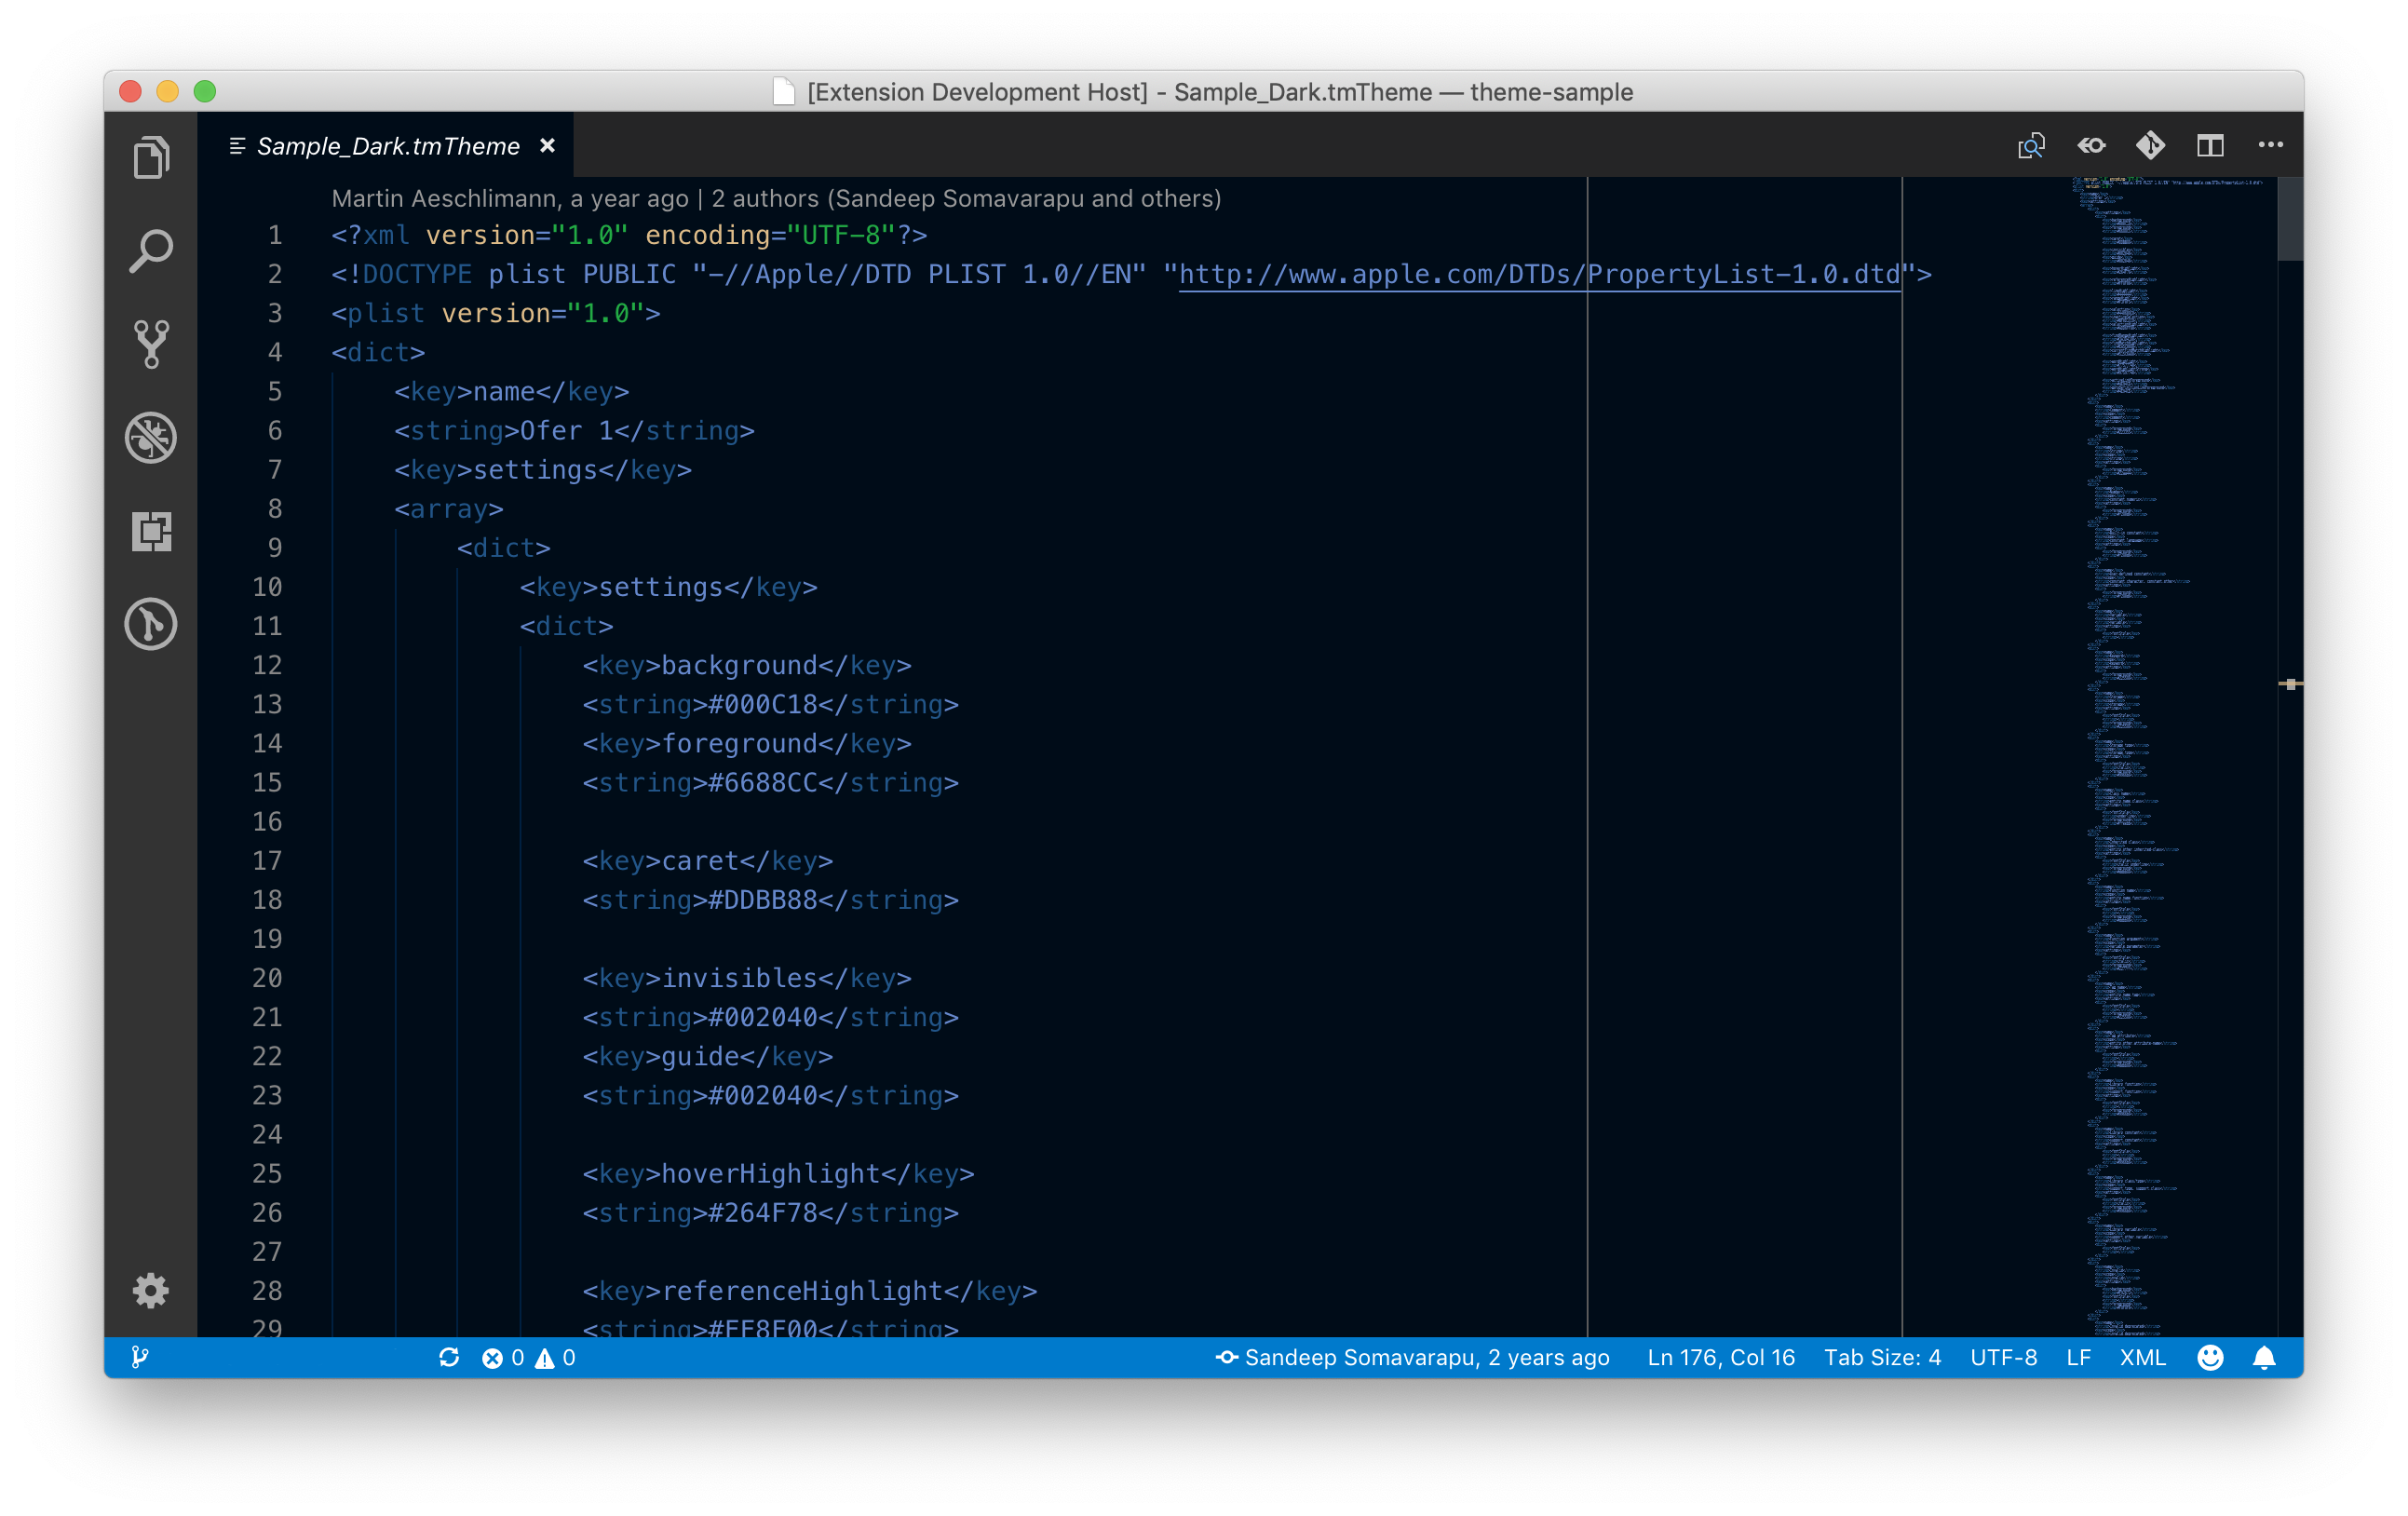 [Extension Development Host] - Sample_Dark.tmTheme — theme-sample
Sample_Dark.tmTheme
Martin Aeschlimann, a year ago | 2 authors (Sandeep Somavarapu and others)
1 <?xml version="1.0" encoding="UTF-8"?>
2 <!DOCTYPE plist PUBLIC "-//Apple//DTD PLIST 1.0//EN" "http://www.apple.com/DTDs/PropertyList-1.0.dtd">
3 <plist version="1.0">
4 <dict>
5 <key>name</key>
6 <string>Ofer 1</string>
7 <key>settings</key>
8 <array>
9 <dict>
10 <key>settings</key>
11 <dict>
12 <key>background</key>
13 <string>#000C18</string>
14 <key>foreground</key>
15 <string>#6688CC</string>
16
17 <key>caret</key>
18 <string>#DDBB88</string>
19
20 <key>invisibles</key>
21 <string>#002040</string>
22 <key>guide</key>
23 <string>#002040</string>
24
25 <key>hoverHighlight</key>
26 <string>#264F78</string>
27
28 <key>referenceHighlight</key>
29 <string>#FF8F00</string>
0 0 Sandeep Somavarapu, 2 years ago Ln 176, Col 16 Tab Size: 4 UTF-8 LF XML